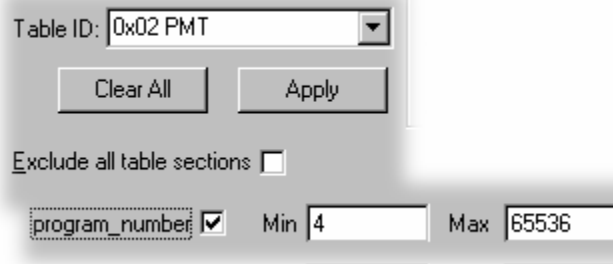 Table ID: 0x02 PMT
Clear All Apply
Exclude all table sections
program_number Min 4 Max 65536